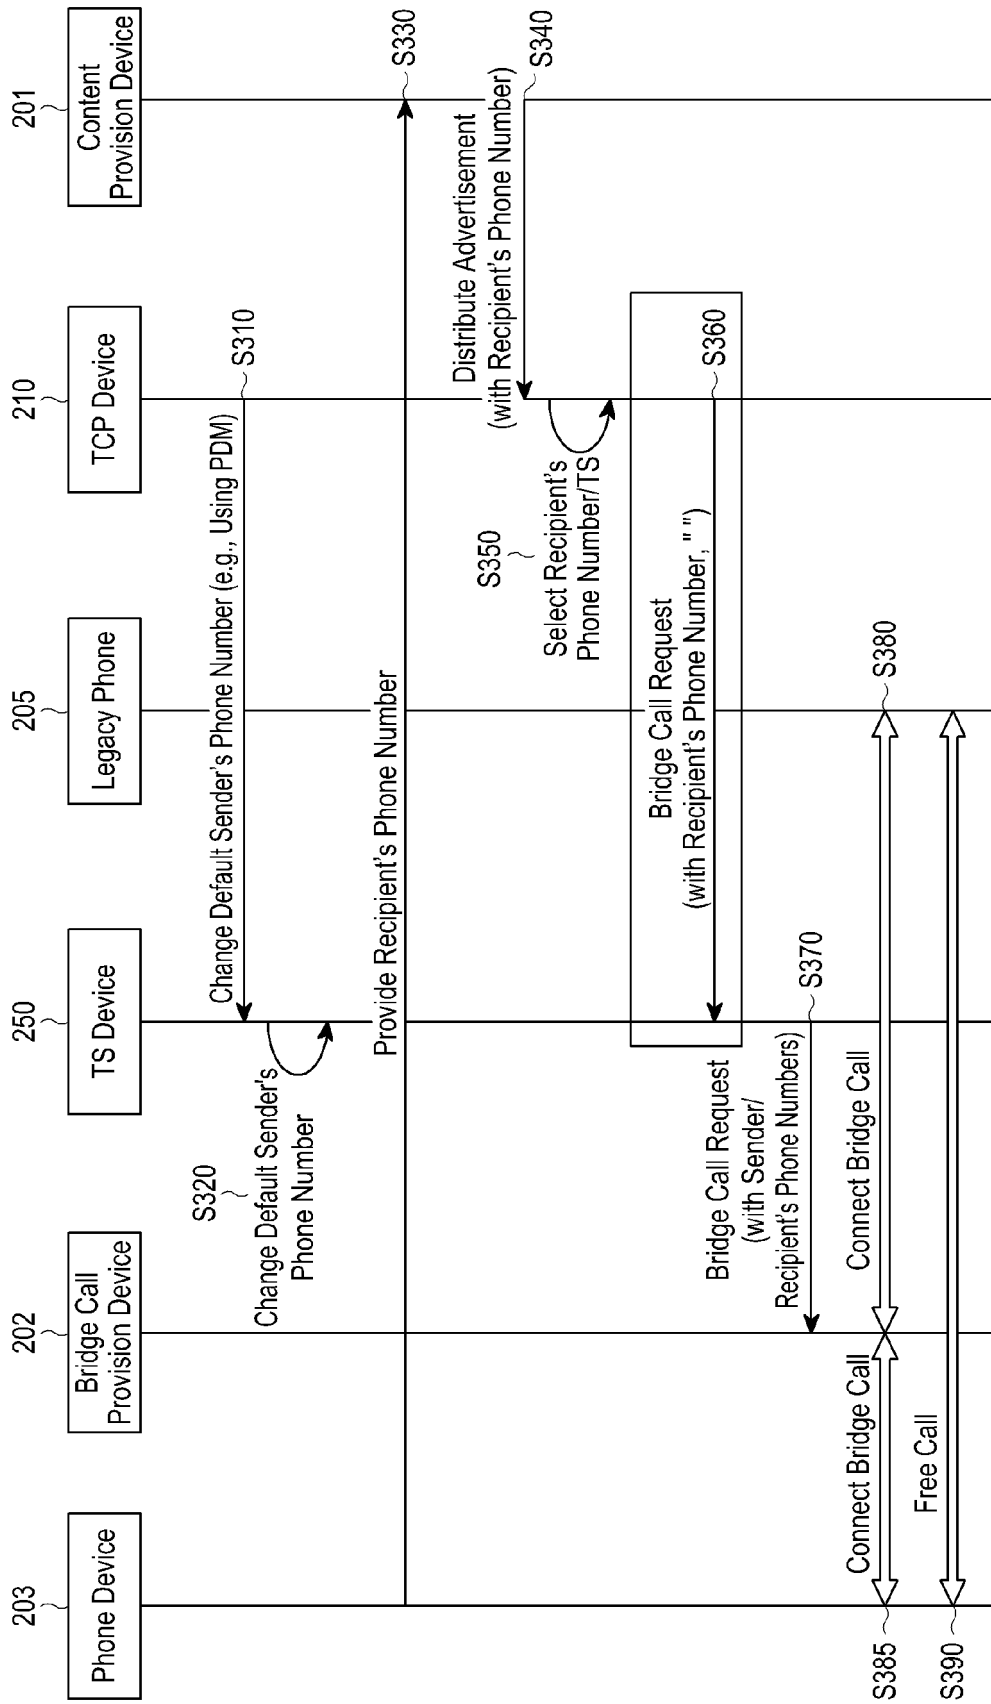 203
Phone Device
202
Bridge Call
Provision Device
250
TS Device
205
Legacy Phone
210
TCP Device
201
Content
Provision Device
Change Default Sender's Phone Number (e.g., Using PDM)
S310
S320
Change Default Sender's
Phone Number
Provide Recipient's Phone Number
S330
Distribute Advertisement
(with Recipient's Phone Number)
S340
S350
Select Recipient's
Phone Number/TS
Bridge Call Request
(with Recipient's Phone Number, " ")
S360
Bridge Call Request
(with Sender/
Recipient's Phone Numbers)
S370
Connect Bridge Call
S380
Connect Bridge Call
S385
Free Call
S390